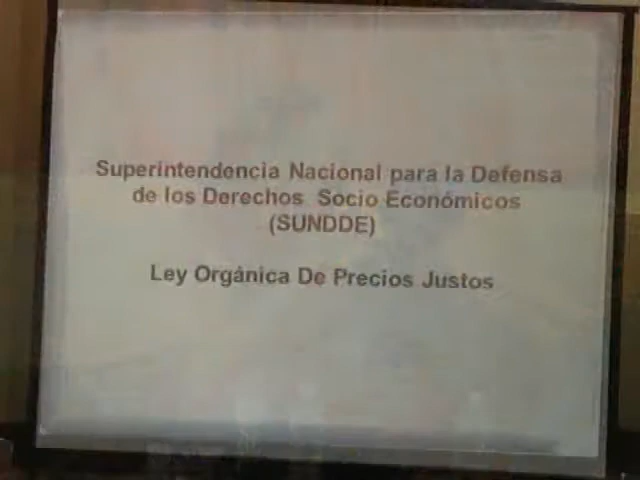 Superintendencia Nacional para la Defensa
de los Derechos Socio Económicos
(SUNDDE)
Ley Orgánica De Precios Justos